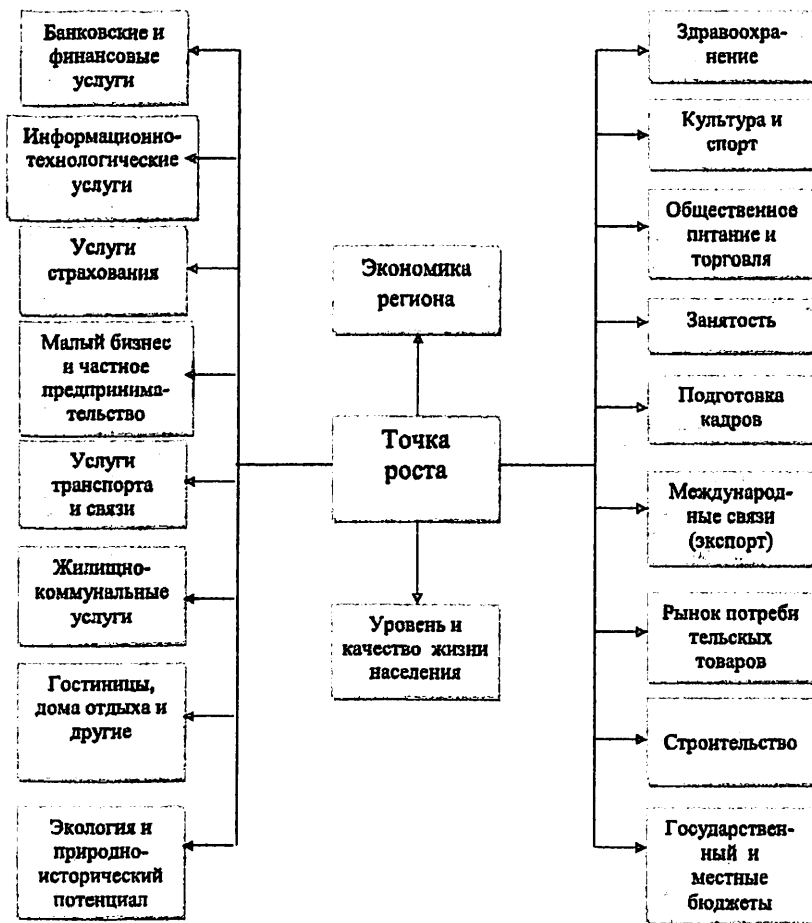 Банковские и
финансовые
услуги
Информационно-
технологические
услуги
Услуги
страхования
Малый бизнес
и частное
предпринима-
тельство
Услуги
транспорта
и связи
Жилищно-
коммунальные
услуги
Гостиницы,
дома отдыха и
другие
Экология и
природно-
исторический
потенциал
Экономика
региона
Точка
роста
Уровень и
качество жизни
населения
Здравоохра-
нение
Культура и
спорт
Общественное
питание и
торговля
Занятость
Подготовка
кадров
Международ-
ные связи
(экспорт)
Рынок потреби
тельских
товаров
Строительство
Государствен-
ный и
местные
бюджеты